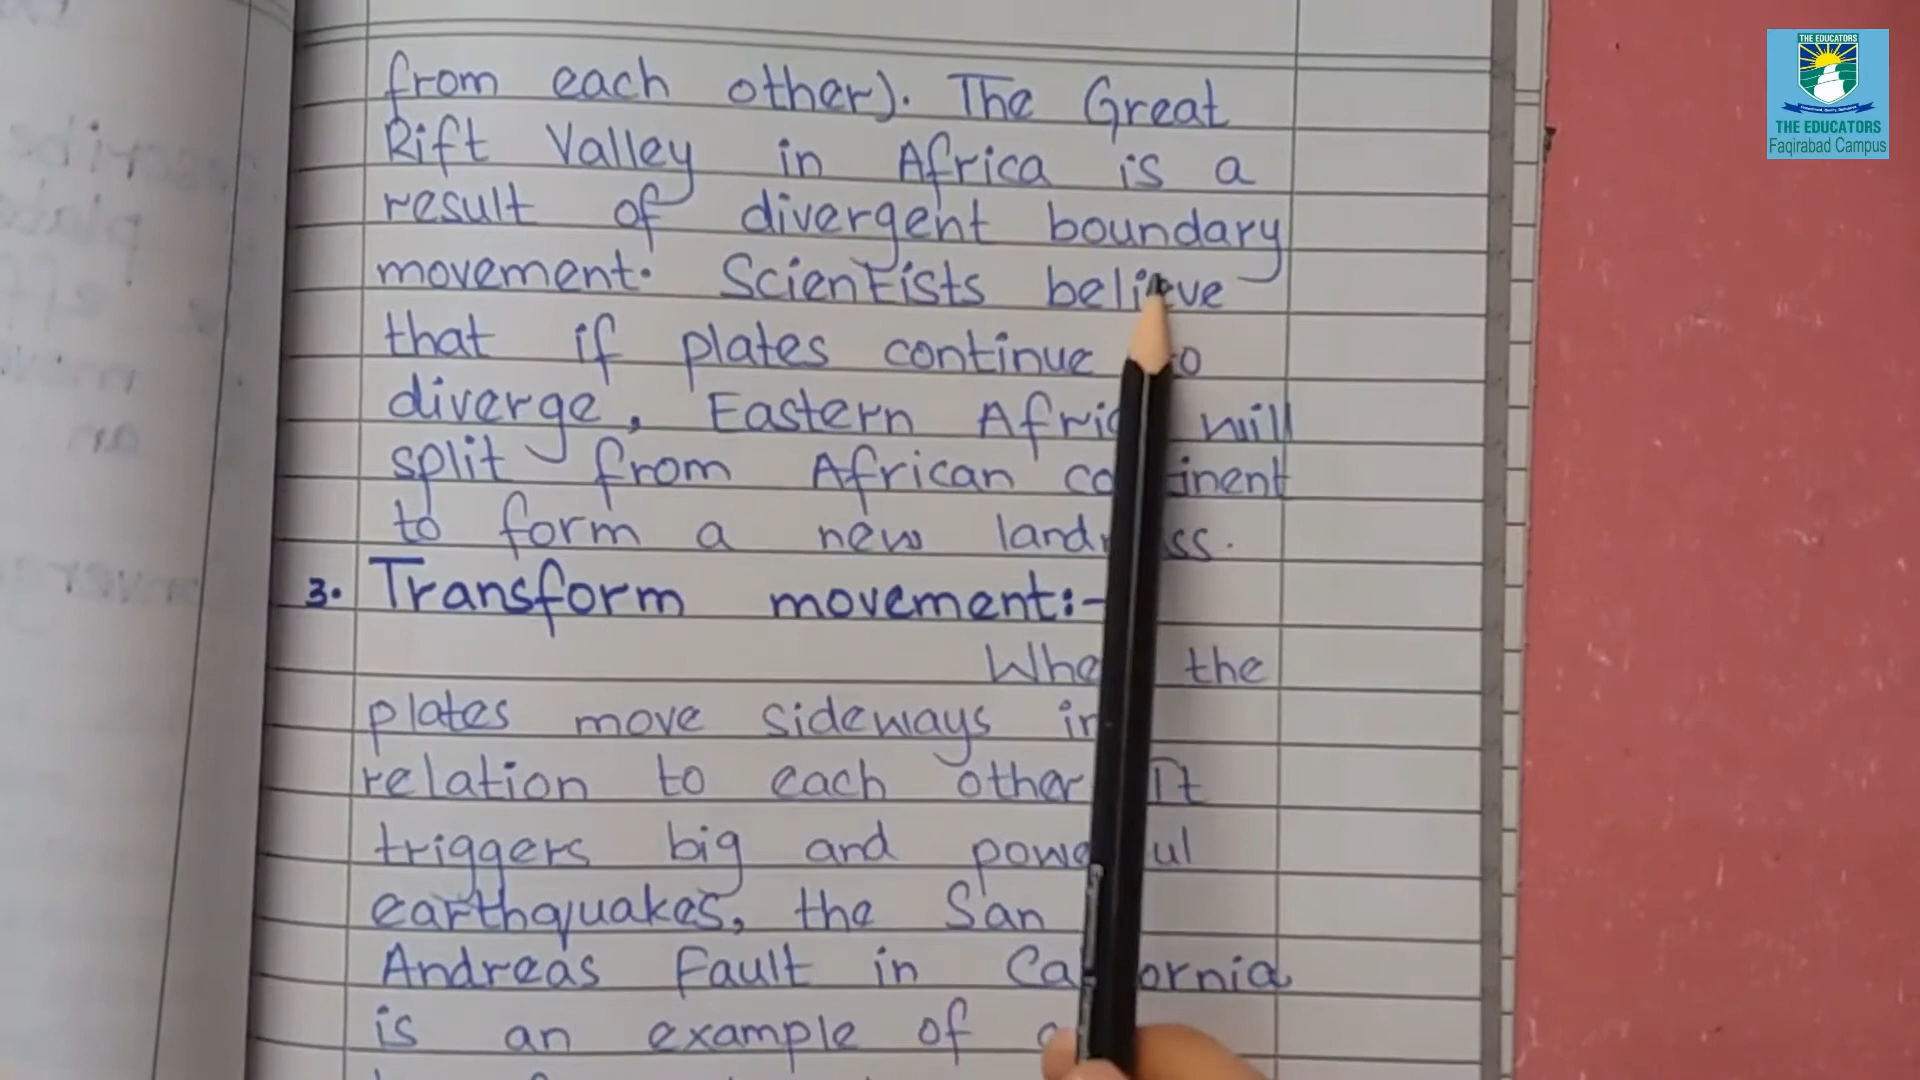 from each other). The Great
Rift Valley in Africa is a
result of divergent boundary
movement. Scientists believe
that if plates continue
diverge, Eastern will
split from African
to form a new
3. Transform movement:-
the
plates move sideways in
relation to each other It
triggers big and
earthquakes, the San
Andreas Fault in
is an example of
THE EDUCATORS
THE EDUCATORS
Faqirabad Campus